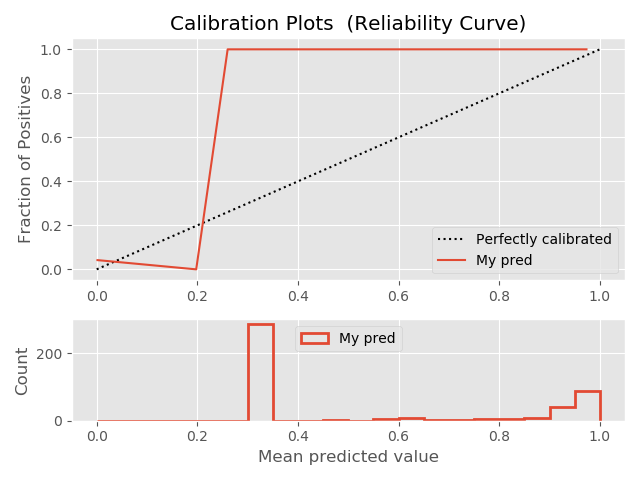 Calibration Plots  (Reliability Curve)
Fraction of Positives
1.0
0.8
0.6
0.4
0.2
0.0
Perfectly calibrated
My pred
0.0 0.2 0.4 0.6 0.8 1.0
Count
200
0
My pred
0.0 0.2 0.4 0.6 0.8 1.0
Mean predicted value